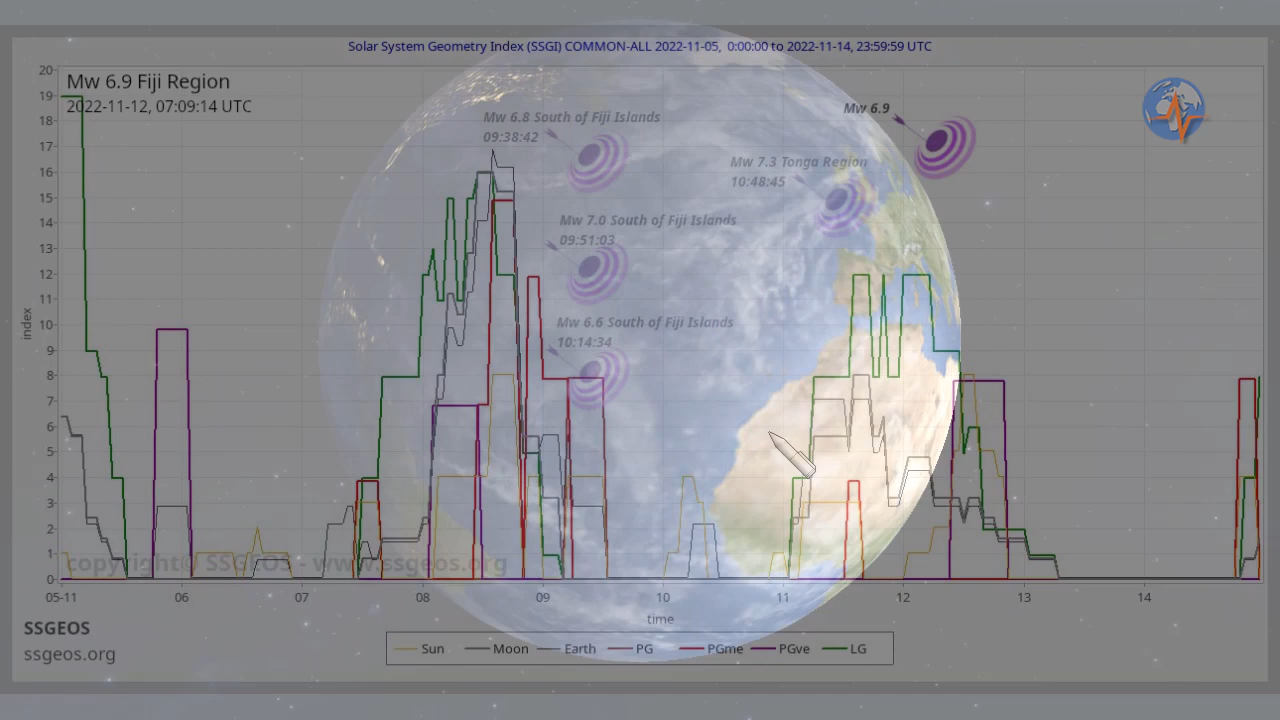 Solar System Geometry Index (SSGI) COMMON-ALL 2022-11-05, 0:00:00 to 2022-11-14, 23:59:59 UTC
Mw 6.9 Fiji Region
2022-11-12, 07:09:14 UTC
Mw 6.8 South of Fiji Islands
09:38:42
Mw 6.9
Mw 7.3 Tonga Region
10:48:45
Mw 7.0 South of Fiji Islands
09:51:03
Mw 6.6 South of Fiji Islands
10:14:34
20
19
18
17
16
15
14
13
12
11
10
9
8
7
6
5
4
3
2
1
0
index
copyright© SSGEOS - www.ssgeos.org
05-11 06 07 08 09 10 11 12 13 14
time
SSGEOS
ssgeos.org
Sun Moon Earth PG PGme PGve LG